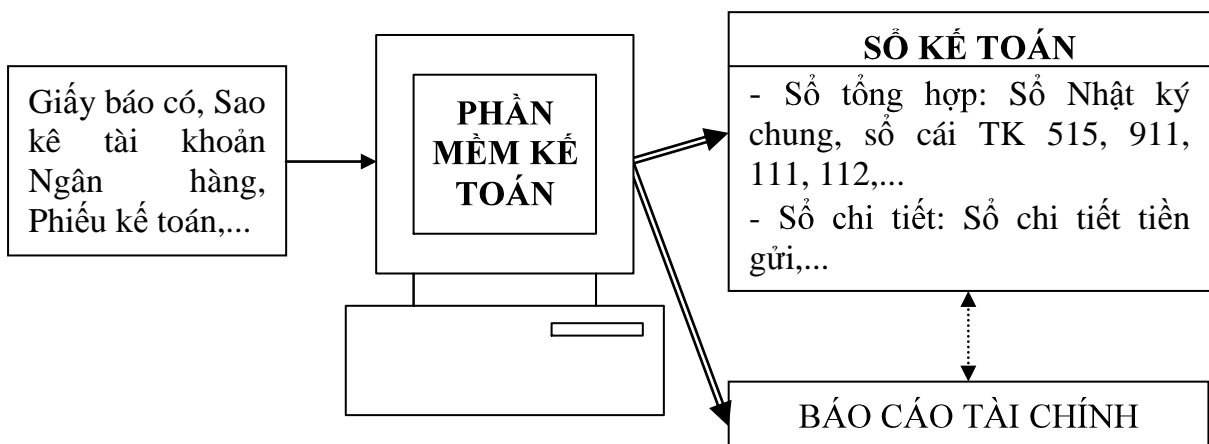 Giấy báo có, Sao
kê tài khoản
Ngân hàng,
Phiếu kế toán,...
PHẦN
MỀM KẾ
TOÁN
SỔ KẾ TOÁN
- Sổ tổng hợp: Sổ Nhật ký
chung, sổ cái TK 515, 911,
111, 112,...
- Sổ chi tiết: Sổ chi tiết tiền
gửi,...
BÁO CÁO TÀI CHÍNH